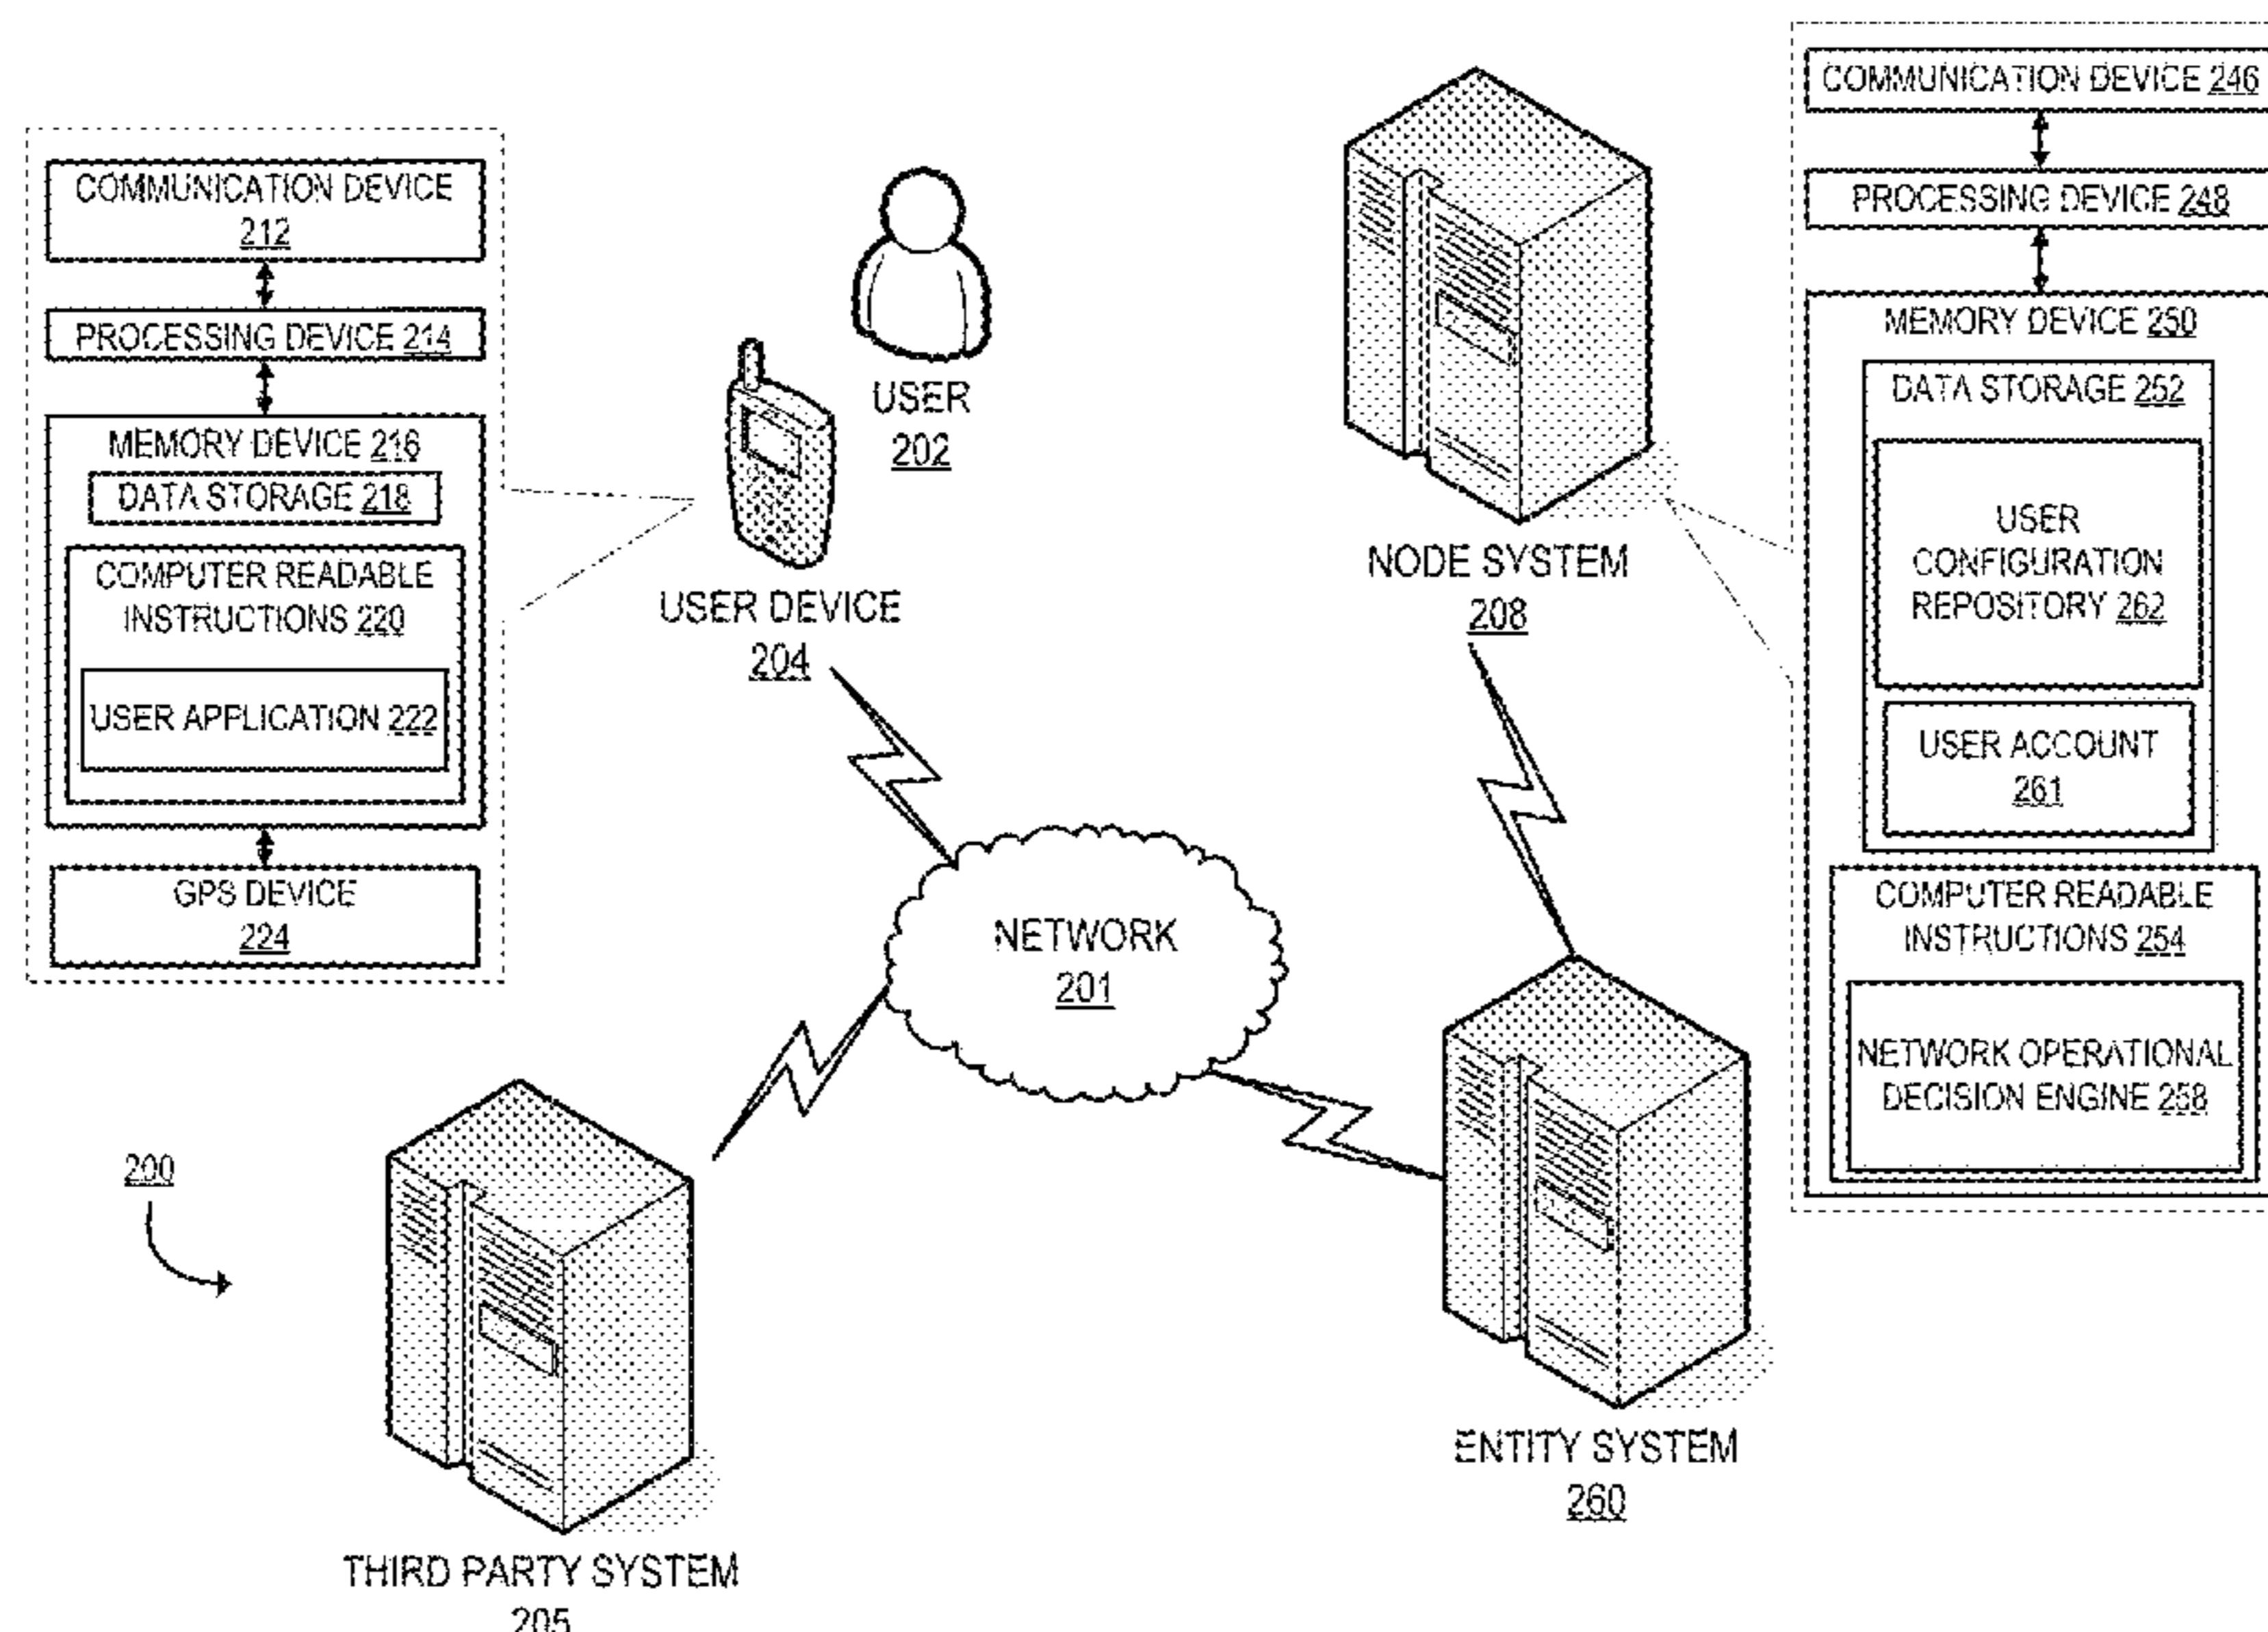 COMMUNICATION DEVICE
212
PROCESSING DEVICE 214
MEMORY DEVICE 216
DATA STORAGE 218
COMPUTER READABLE
INSTRUCTIONS 220
USER APPLICATION 222
GPS DEVICE
224
USER
202
USER DEVICE
204
NODE SYSTEM
208
COMMUNICATION DEVICE 246
PROCESSING DEVICE 248
MEMORY DEVICE 250
DATA STORAGE 252
USER
CONFIGURATION
REPOSITORY 262
USER ACCOUNT
261
COMPUTER READABLE
INSTRUCTIONS 254
NETWORK OPERATIONAL
DECISION ENGINE 258
NETWORK
201
200
THIRD PARTY SYSTEM
205
ENTITY SYSTEM
260